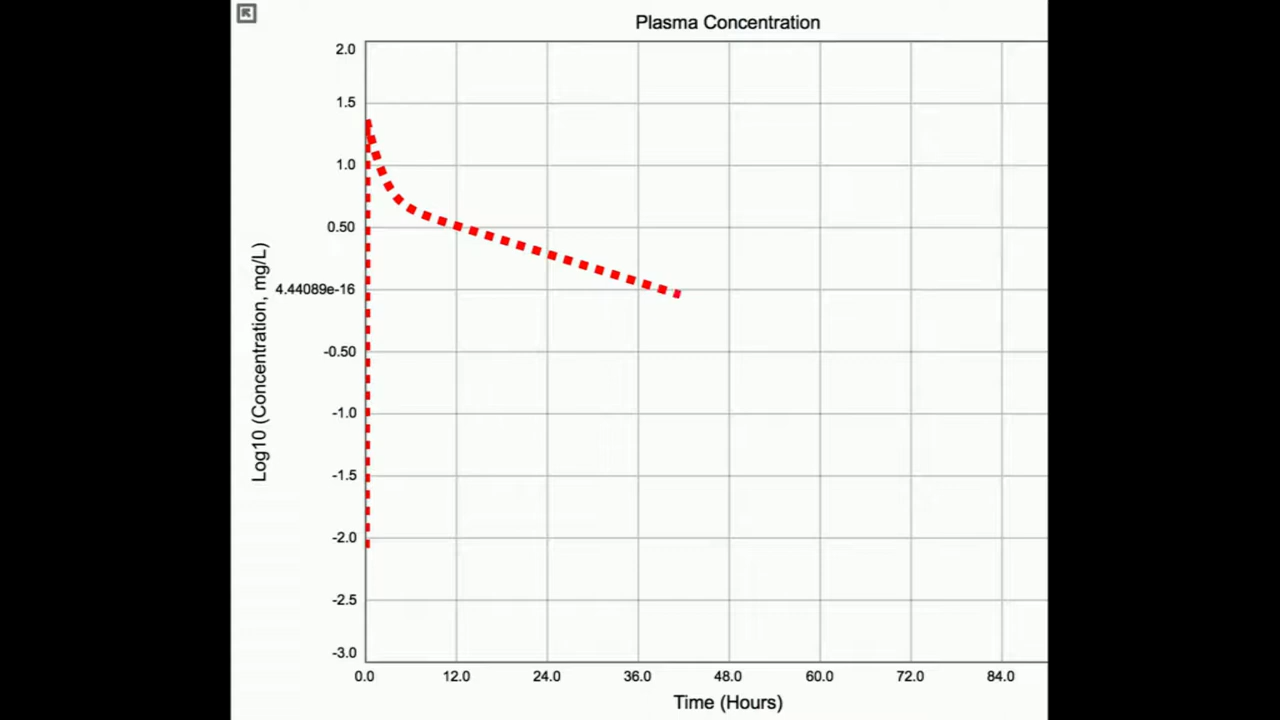 Plasma Concentration
2.0
1.5
1.0
0.50
4.44089e-16
-0.50
-1.0
-1.5
-2.0
-2.5
-3.0
Log10 (Concentration, mg/L)
0.0 12.0 24.0 36.0 48.0 60.0 72.0 84.0
Time (Hours)